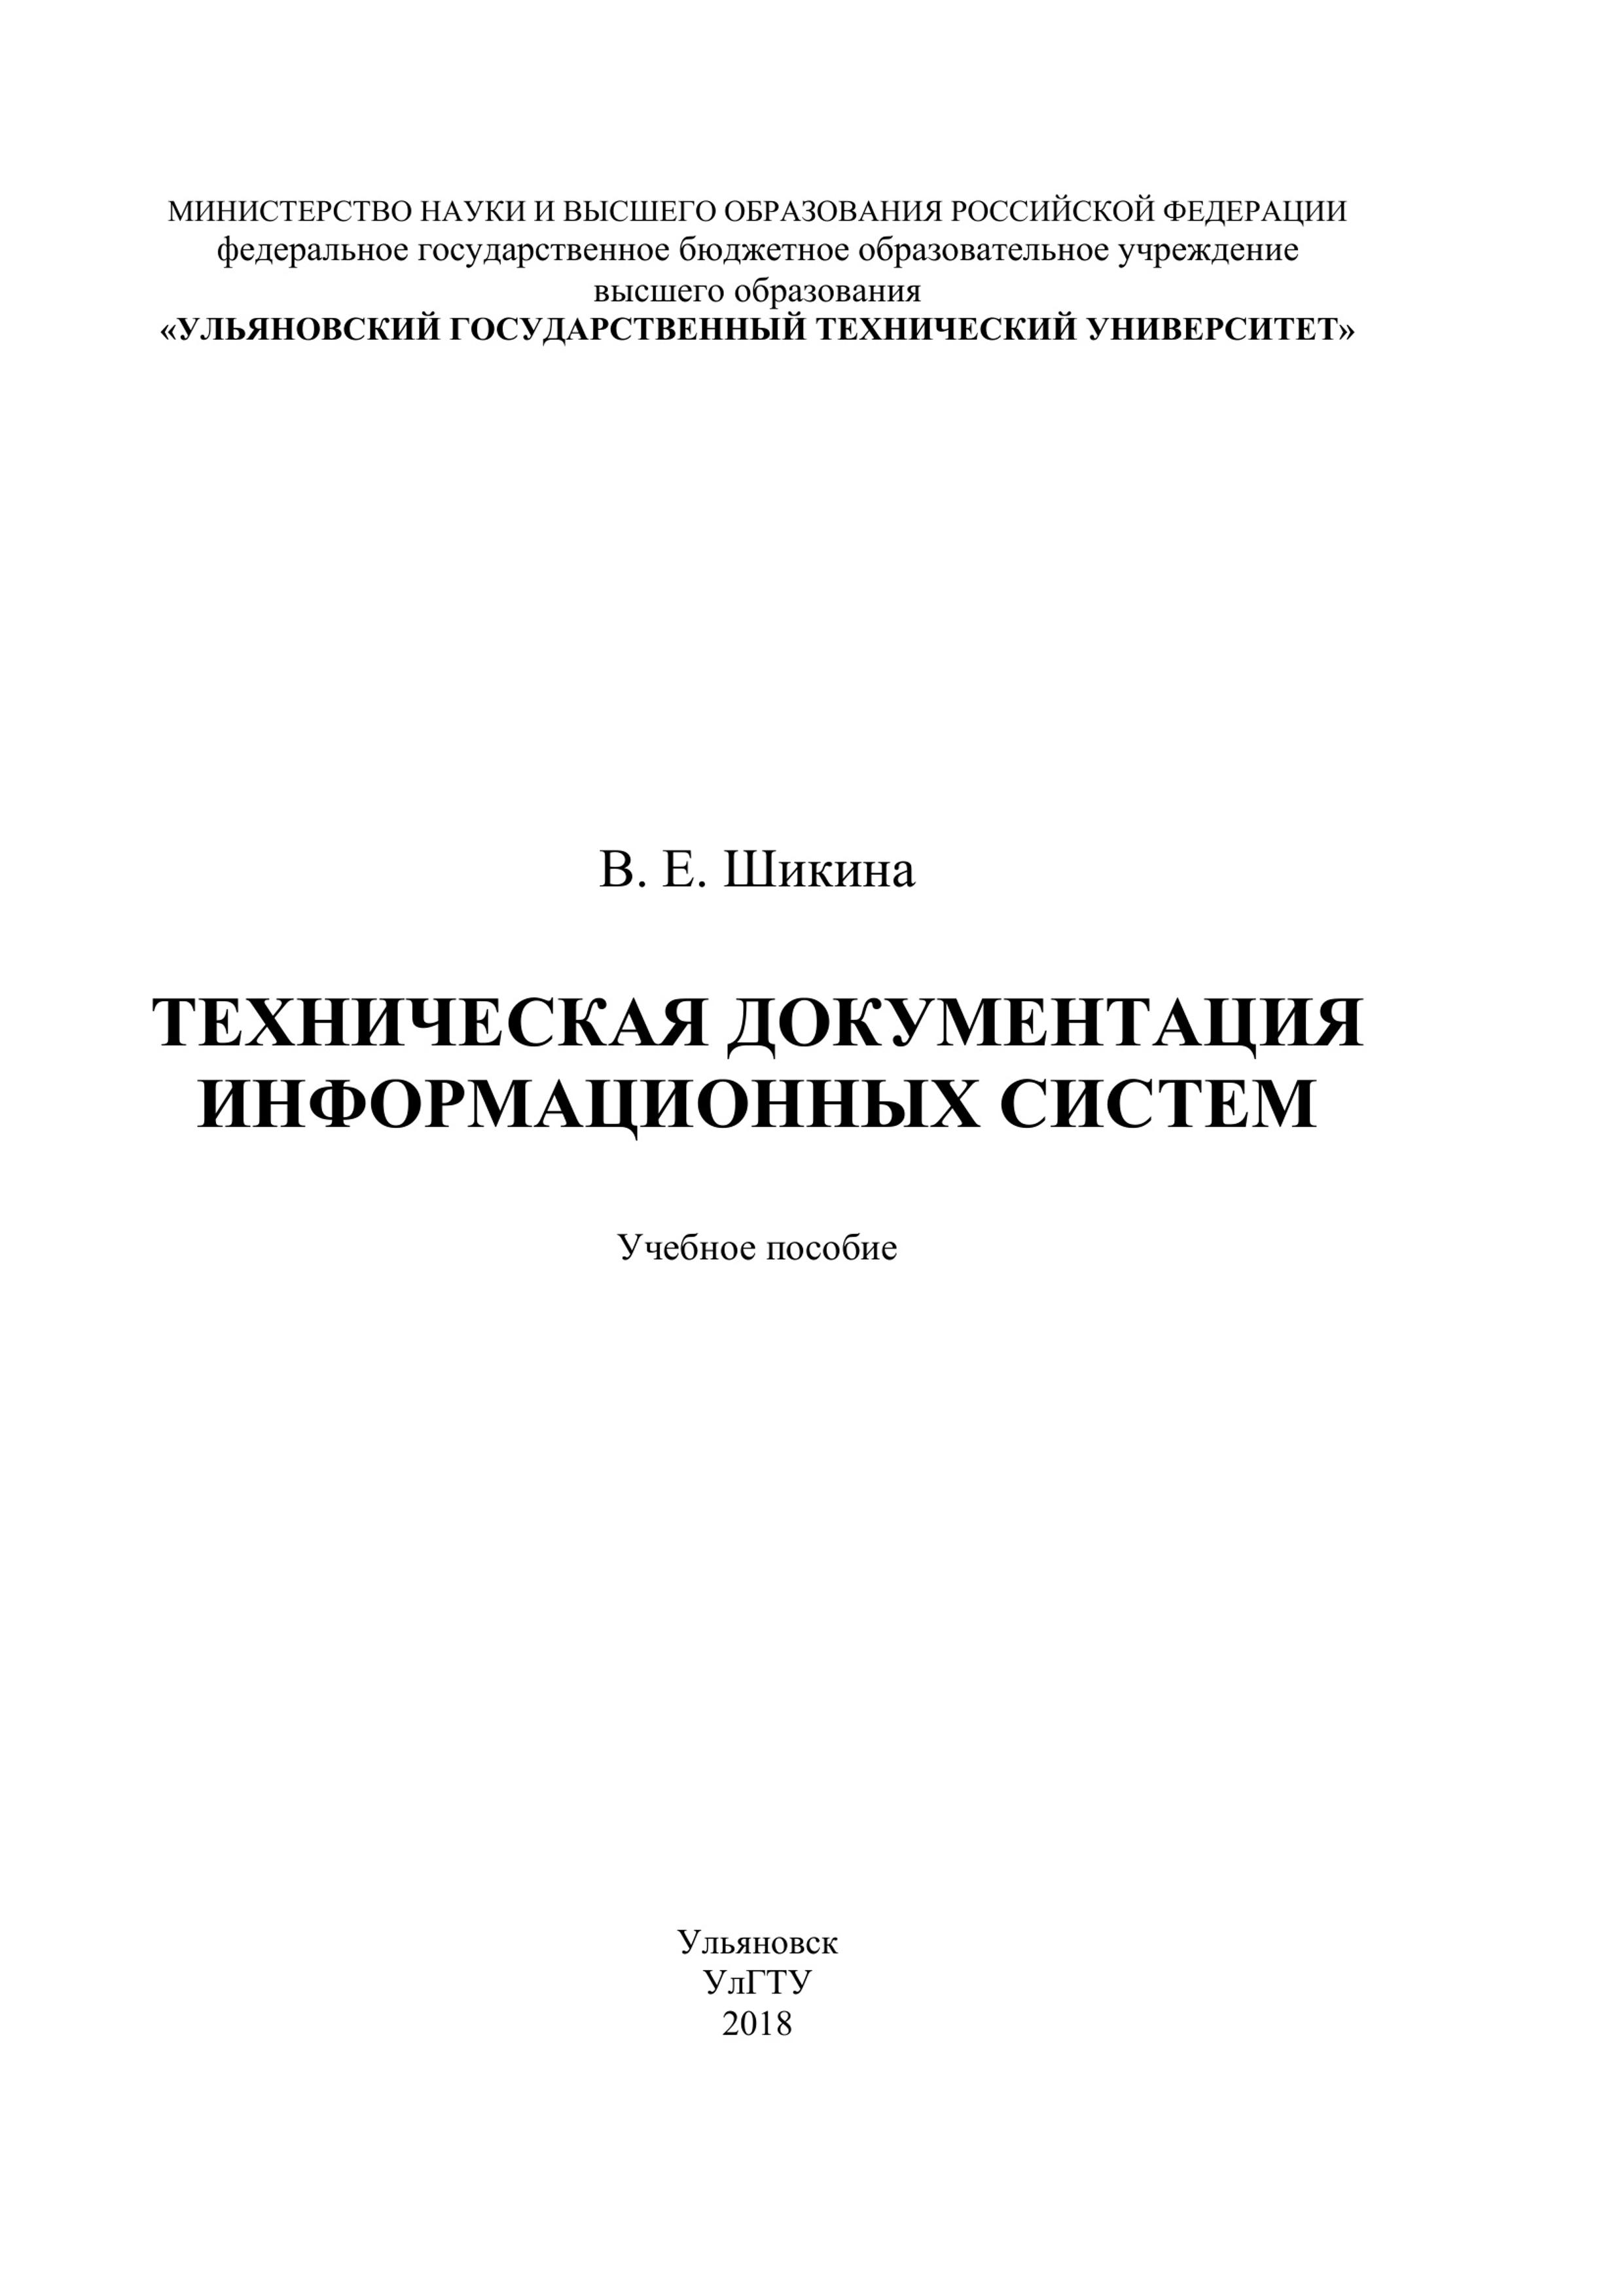 МИНИСТЕРСТВО НАУКИ И ВЫСШЕГО ОБРАЗОВАНИЯ РОССИЙСКОЙ ФЕДЕРАЦИИ
федеральное государственное бюджетное образовательное учреждение
высшего образования
«УЛЬЯНОВСКИЙ ГОСУДАРСТВЕННЫЙ ТЕХНИЧЕСКИЙ УНИВЕРСИТЕТ»
В. Е. Шикина
ТЕХНИЧЕСКАЯ ДОКУМЕНТАЦИЯ
ИНФОРМАЦИОННЫХ СИСТЕМ
Учебное пособие
Ульяновск
УлГТУ
2018